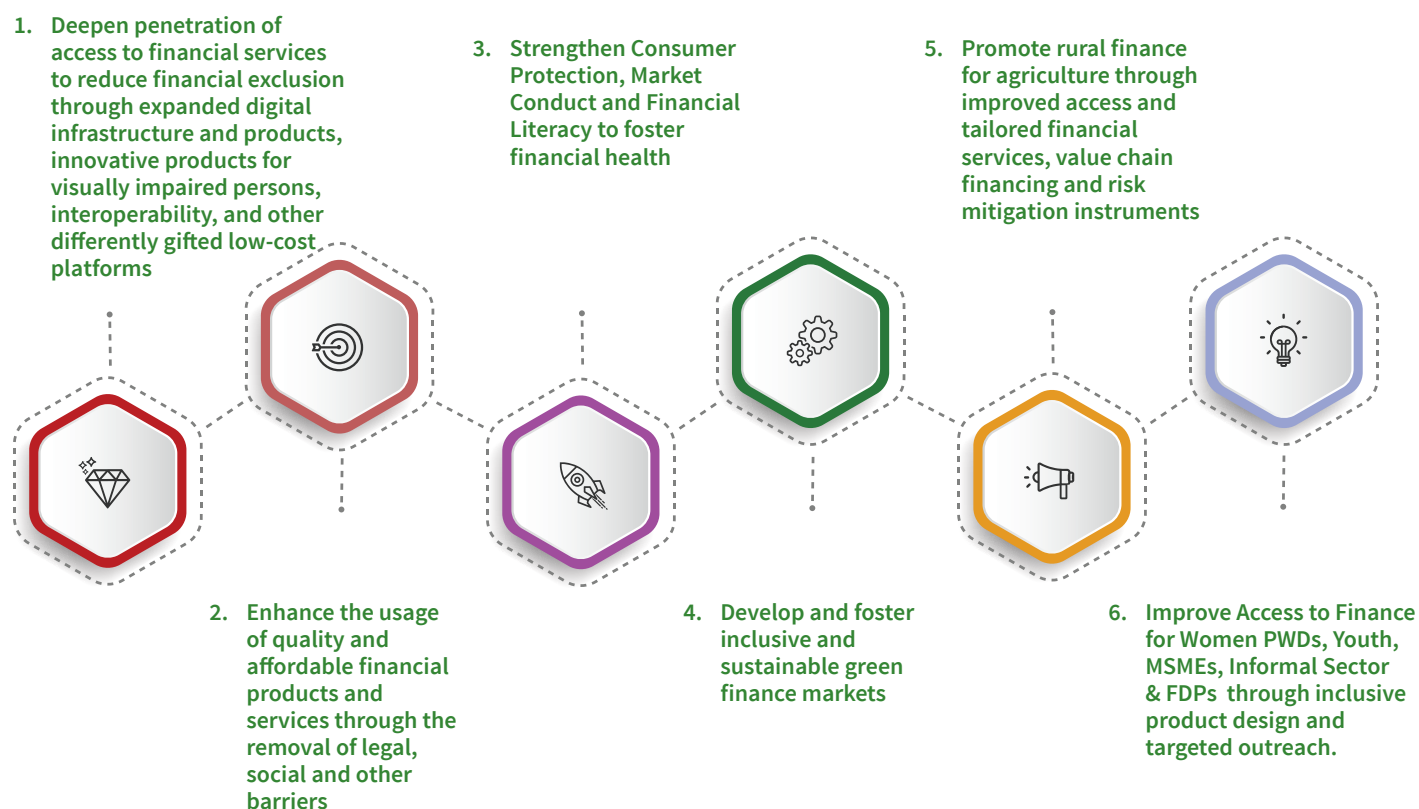 1. Deepen penetration of
access to financial services
to reduce financial exclusion
through expanded digital
infrastructure and products,
innovative products for
visually impaired persons,
interoperability, and other
differently gifted low-cost
platforms
2. Enhance the usage
of quality and
affordable financial
products and
services through the
removal of legal,
social and other
barriers
3. Strengthen Consumer
Protection, Market
Conduct and Financial
Literacy to foster
financial health
4. Develop and foster
inclusive and
sustainable green
finance markets
5. Promote rural finance
for agriculture through
improved access and
tailored financial
services, value chain
financing and risk
mitigation instruments
6. Improve Access to Finance
for Women PWDs, Youth,
MSMEs, Informal Sector
& FDPs through inclusive
product design and
targeted outreach.